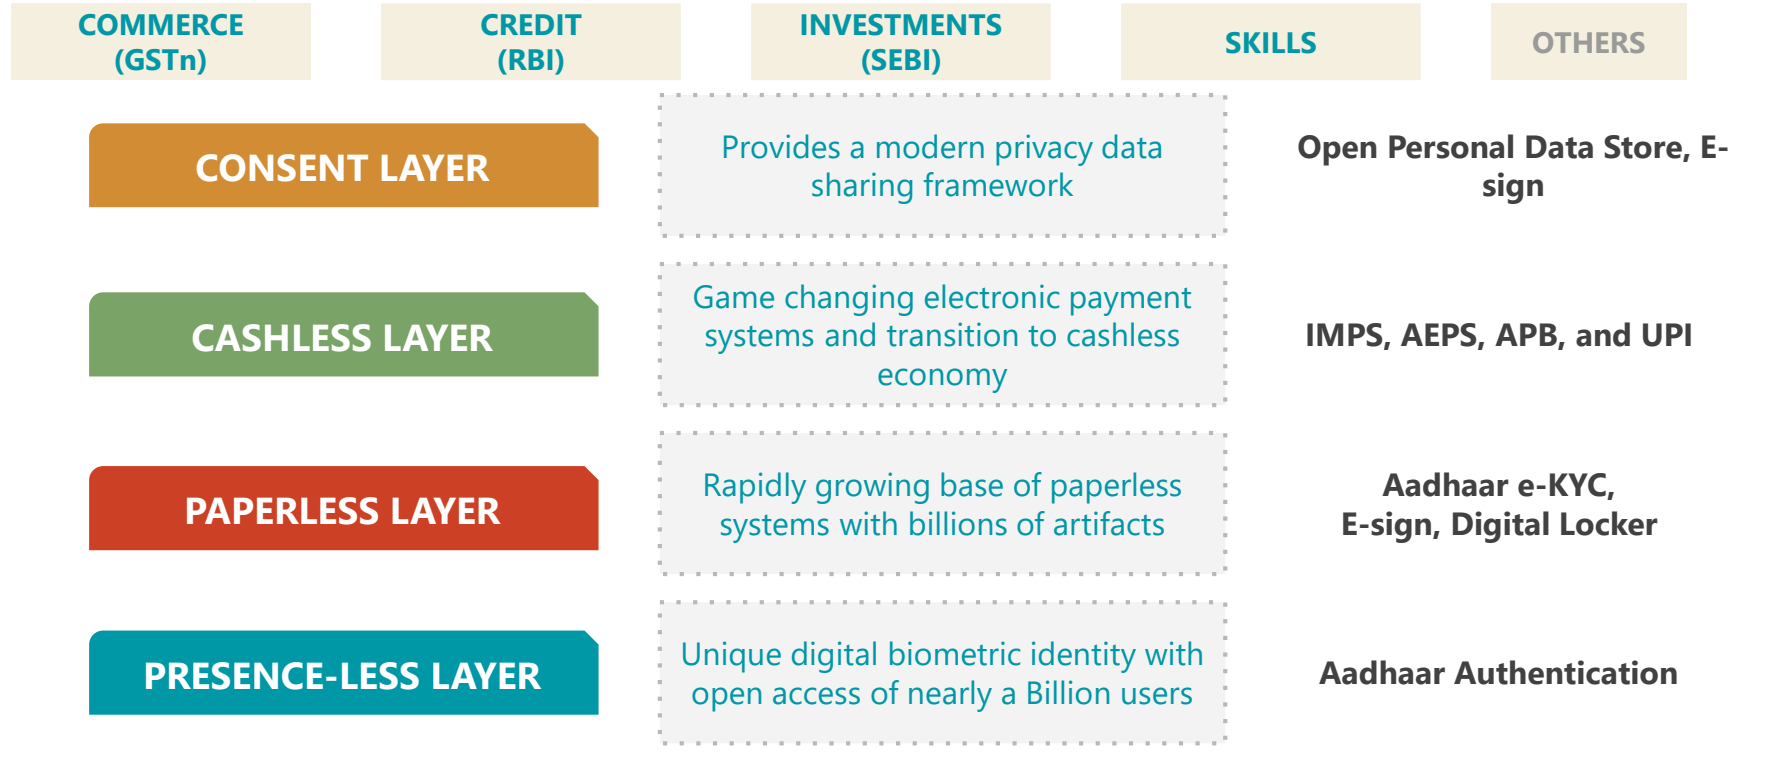 COMMERCE
(GSTn)
CREDIT
(RBI)
INVESTMENTS
(SEBI)
SKILLS
OTHERS
CONSENT LAYER
Provides a modern privacy data
sharing framework
Open Personal Data Store, E-
sign
CASHLESS LAYER
Game changing electronic payment
systems and transition to cashless
economy
IMPS, AEPS, APB, and UPI
PAPERLESS LAYER
Rapidly growing base of paperless
systems with billions of artifacts
Aadhaar e-KYC,
E-sign, Digital Locker
PRESENCE-LESS LAYER
Unique digital biometric identity with
open access of nearly a Billion users
Aadhaar Authentication